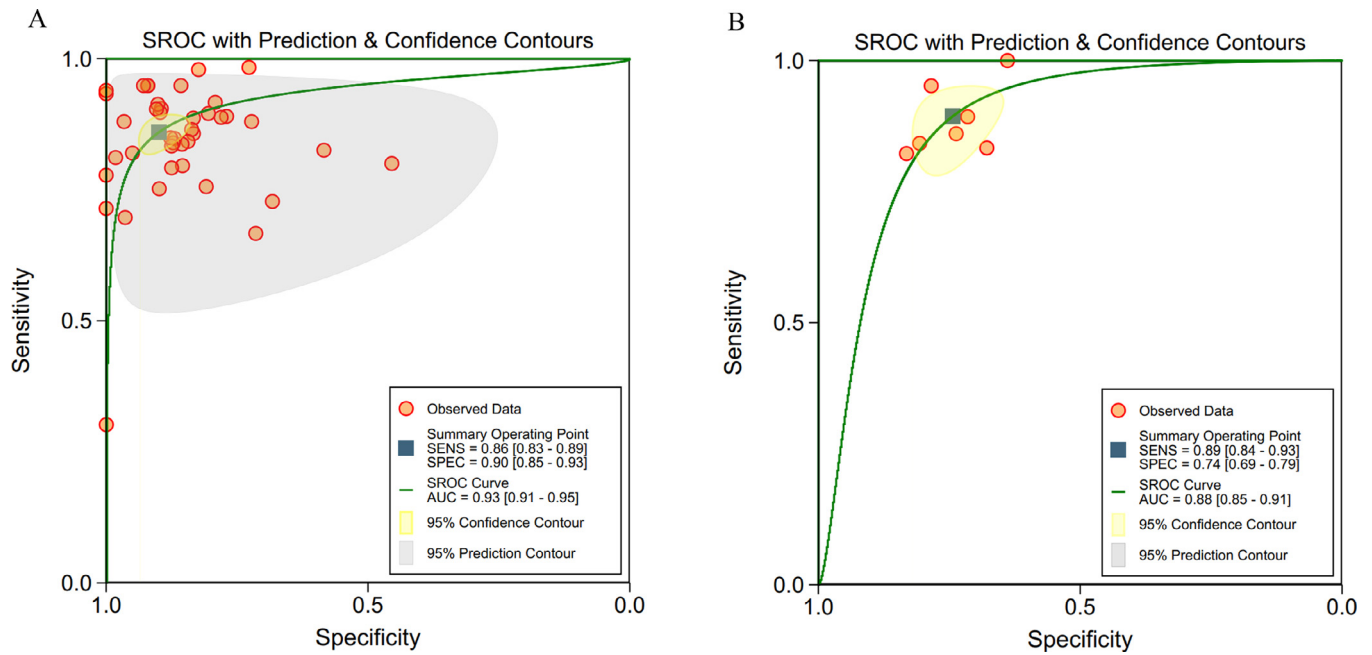 A
SROC with Prediction & Confidence Contours
1.0
0.5
0.0
Sensitivity
1.0
0.5
0.0
Specificity
Observed Data
Summary Operating Point
SENS = 0.86 [0.83 - 0.89]
SPEC = 0.90 [0.85 - 0.93]
SROC Curve
AUC = 0.93 [0.91 - 0.95]
95% Confidence Contour
95% Prediction Contour
B
SROC with Prediction & Confidence Contours
1.0
0.5
0.0
Sensitivity
1.0
0.5
0.0
Specificity
Observed Data
Summary Operating Point
SENS = 0.89 [0.84 - 0.93]
SPEC = 0.74 [0.69 - 0.79]
SROC Curve
AUC = 0.88 [0.85 - 0.91]
95% Confidence Contour
95% Prediction Contour